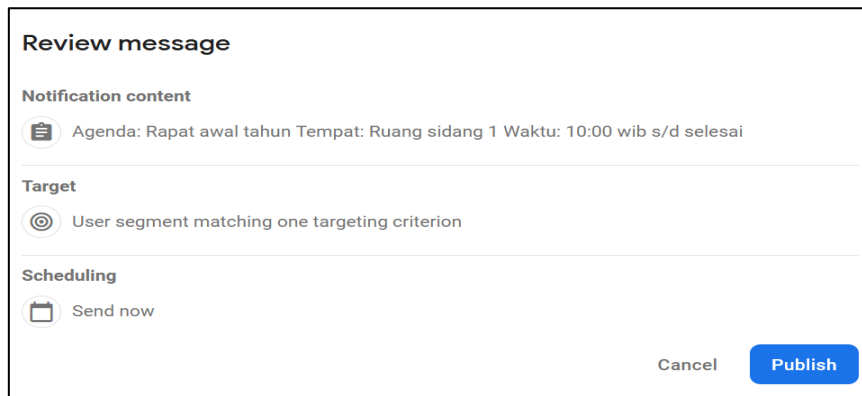 Review message
Notification content
Agenda: Rapat awal tahun Tempat: Ruang sidang 1 Waktu: 10:00 wib s/d selesai
Target
User segment matching one targeting criterion
Scheduling
Send now
Cancel Publish